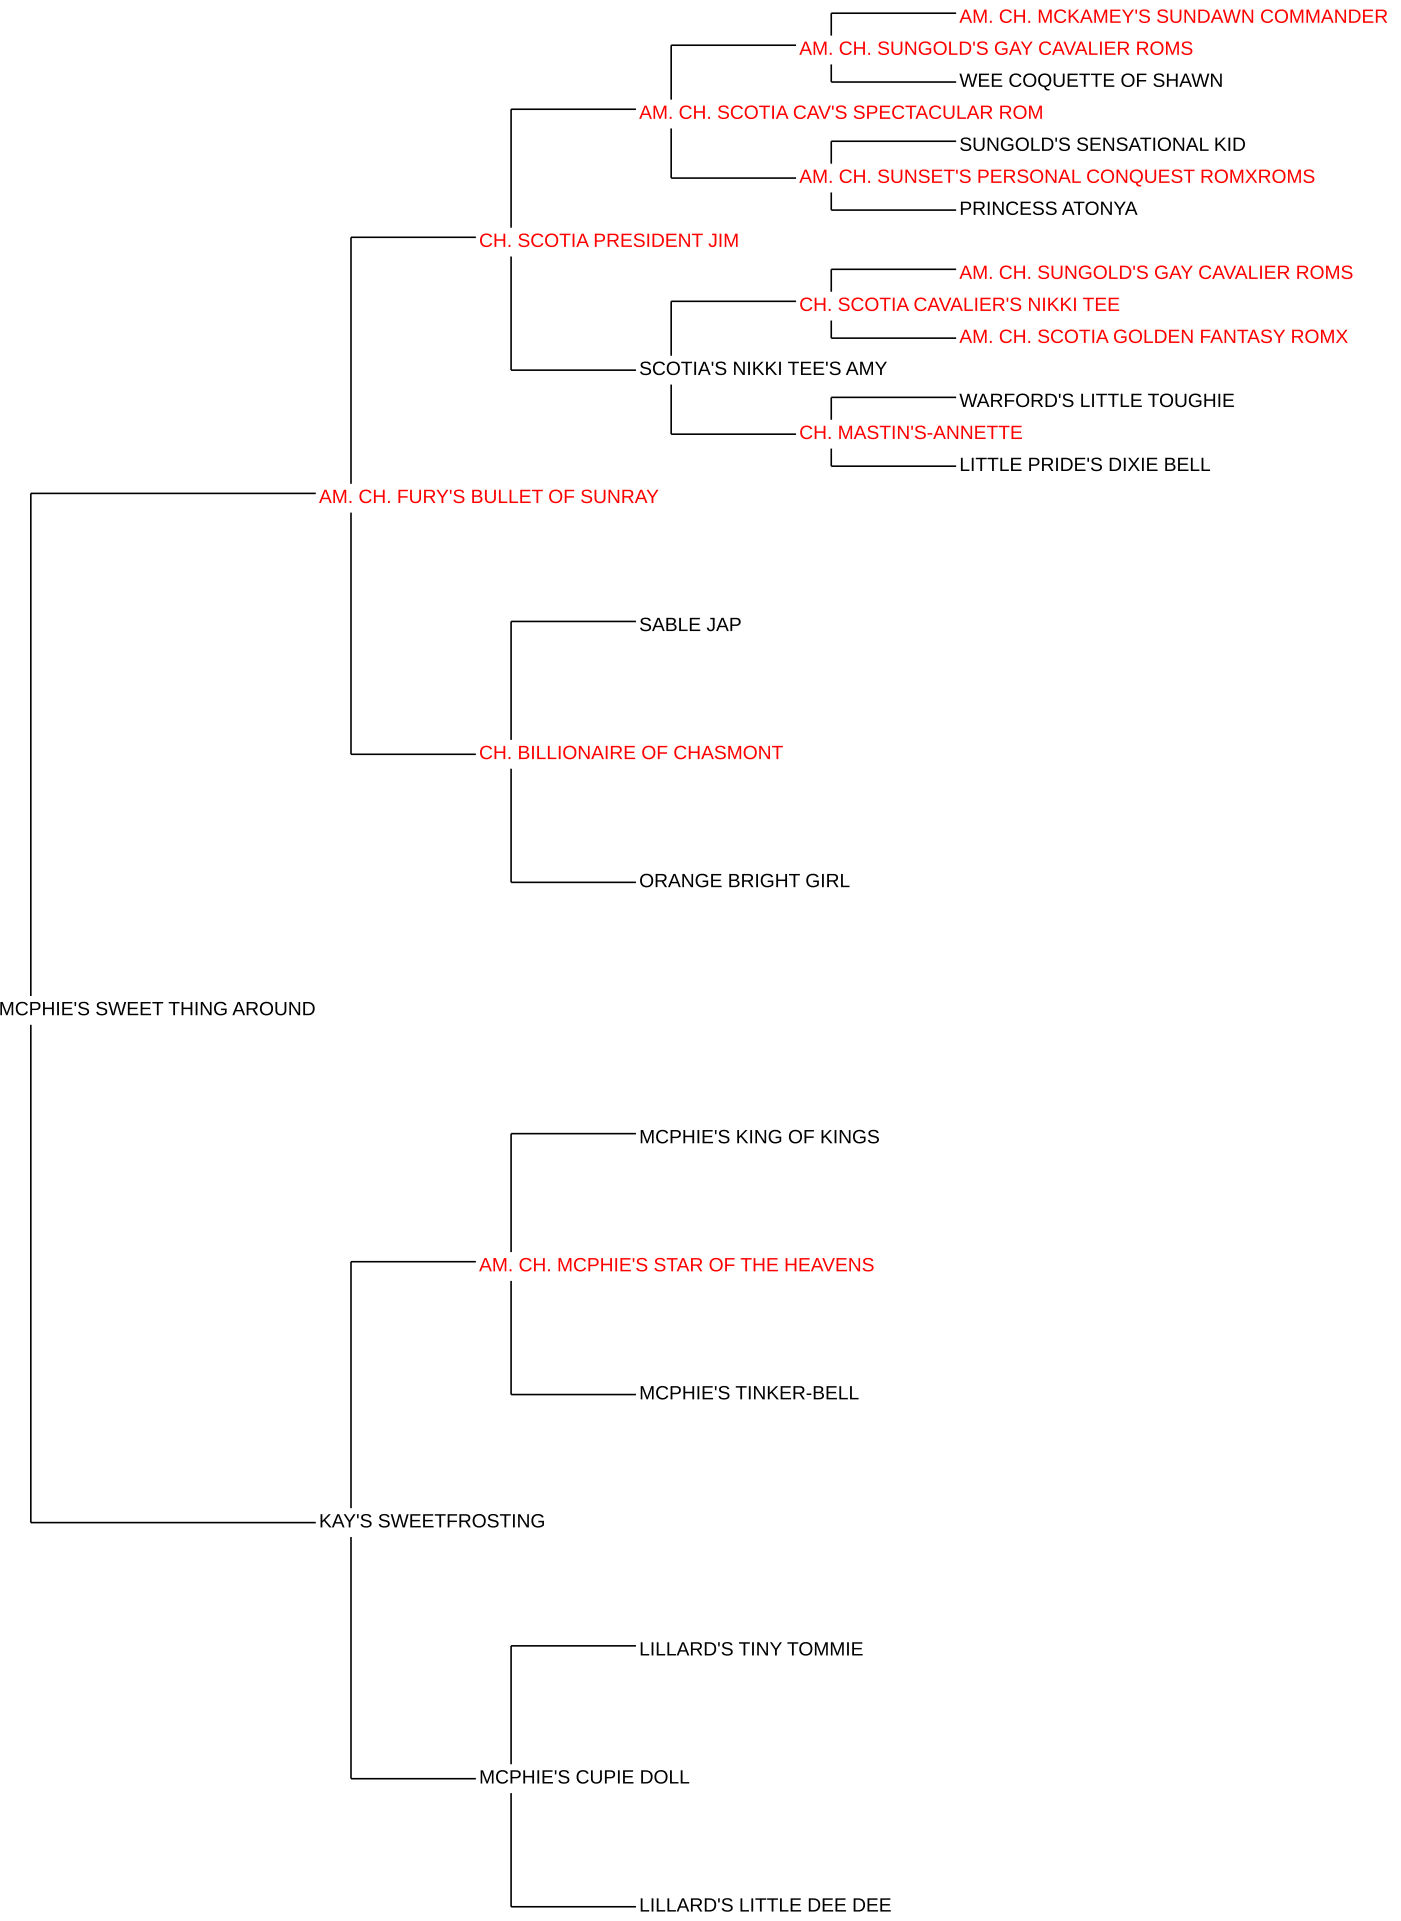 AM. CH. MCKAMEY'S SUNDAWN COMMANDER
AM. CH. SUNGOLD'S GAY CAVALIER ROMS
WEE COQUETTE OF SHAWN
AM. CH. SCOTIA CAV'S SPECTACULAR ROM
SUNGOLD'S SENSATIONAL KID
AM. CH. SUNSET'S PERSONAL CONQUEST ROMXROMS
PRINCESS ATONYA
CH. SCOTIA PRESIDENT JIM
AM. CH. SUNGOLD'S GAY CAVALIER ROMS
CH. SCOTIA CAVALIER'S NIKKI TEE
AM. CH. SCOTIA GOLDEN FANTASY ROMX
SCOTIA'S NIKKI TEE'S AMY
WARFORD'S LITTLE TOUGHIE
CH. MASTIN'S-ANNETTE
LITTLE PRIDE'S DIXIE BELL
AM. CH. FURY'S BULLET OF SUNRAY
SABLE JAP
CH. BILLIONAIRE OF CHASMONT
ORANGE BRIGHT GIRL
MCPHIE'S SWEET THING AROUND
MCPHIE'S KING OF KINGS
AM. CH. MCPHIE'S STAR OF THE HEAVENS
MCPHIE'S TINKER-BELL
KAY'S SWEETFROSTING
LILLARD'S TINY TOMMIE
MCPHIE'S CUPIE DOLL
LILLARD'S LITTLE DEE DEE